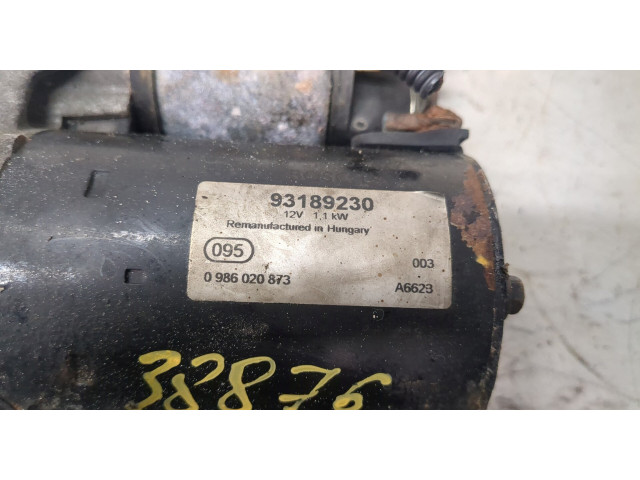 93189230
12V 1,1 kW
Remanufactured in Hungary
095
003
0 986 020 873
A6623
38876